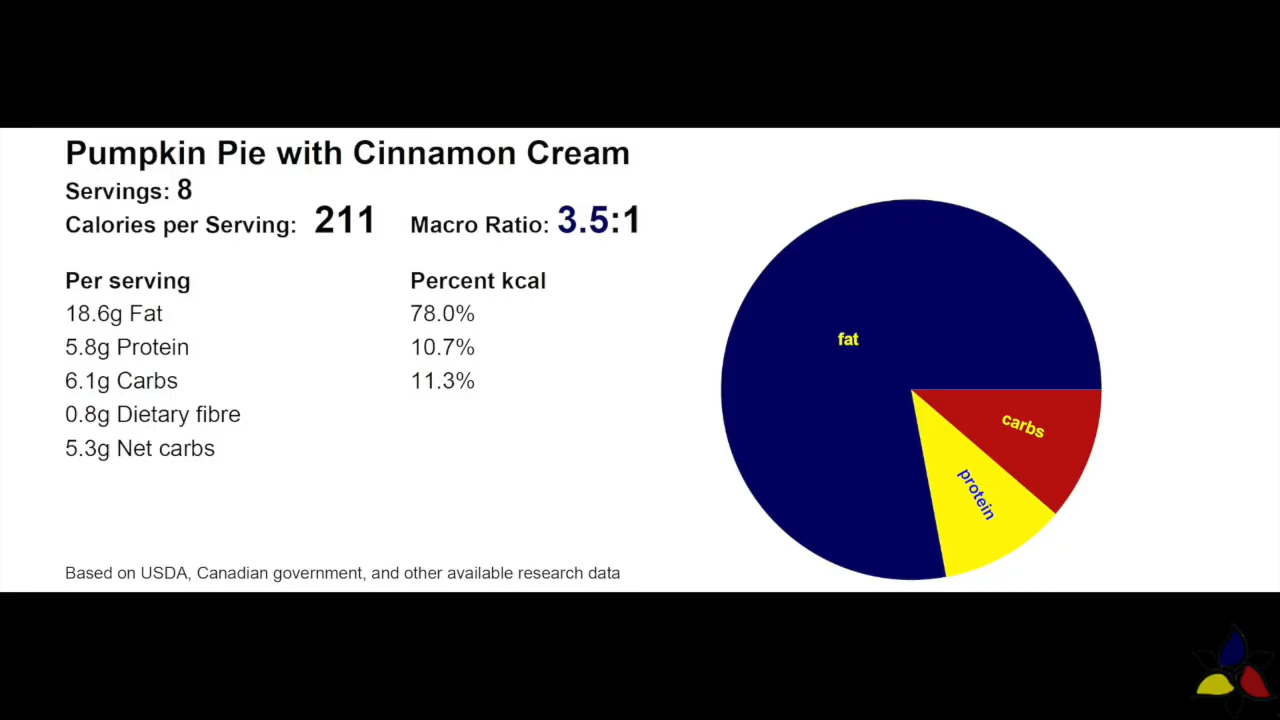 Pumpkin Pie with Cinnamon Cream
Servings: 8
Calories per Serving: 211 Macro Ratio: 3.5:1
Per serving Percent kcal
18.6g Fat 78.0%
5.8g Protein 10.7%
6.1g Carbs 11.3%
0.8g Dietary fibre
5.3g Net carbs
Based on USDA, Canadian government, and other available research data
fat
carbs
protein